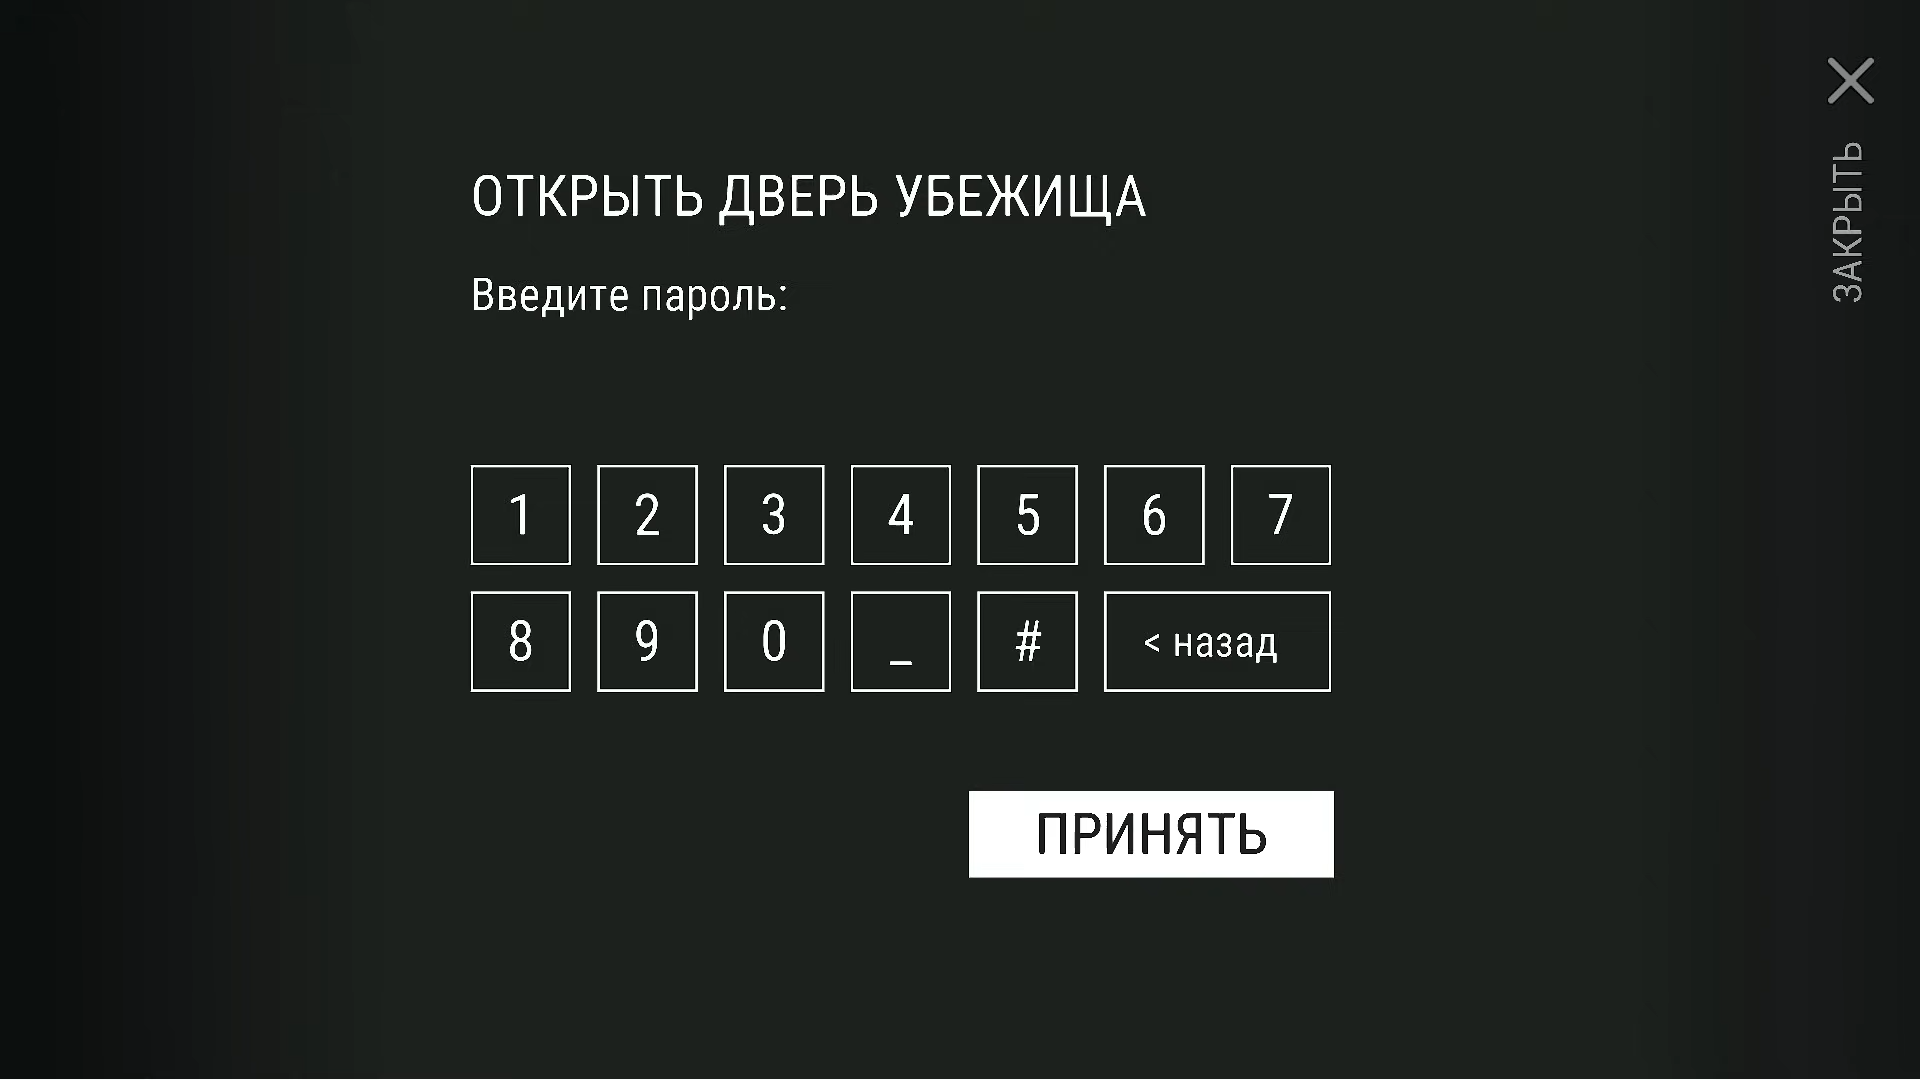 ЗАКРЫТЬ
ОТКРЫТЬ ДВЕРЬ УБЕЖИЩА
Введите пароль:
1 2 3 4 5 6 7
8 9 0 _ # < назад
ПРИНЯТЬ